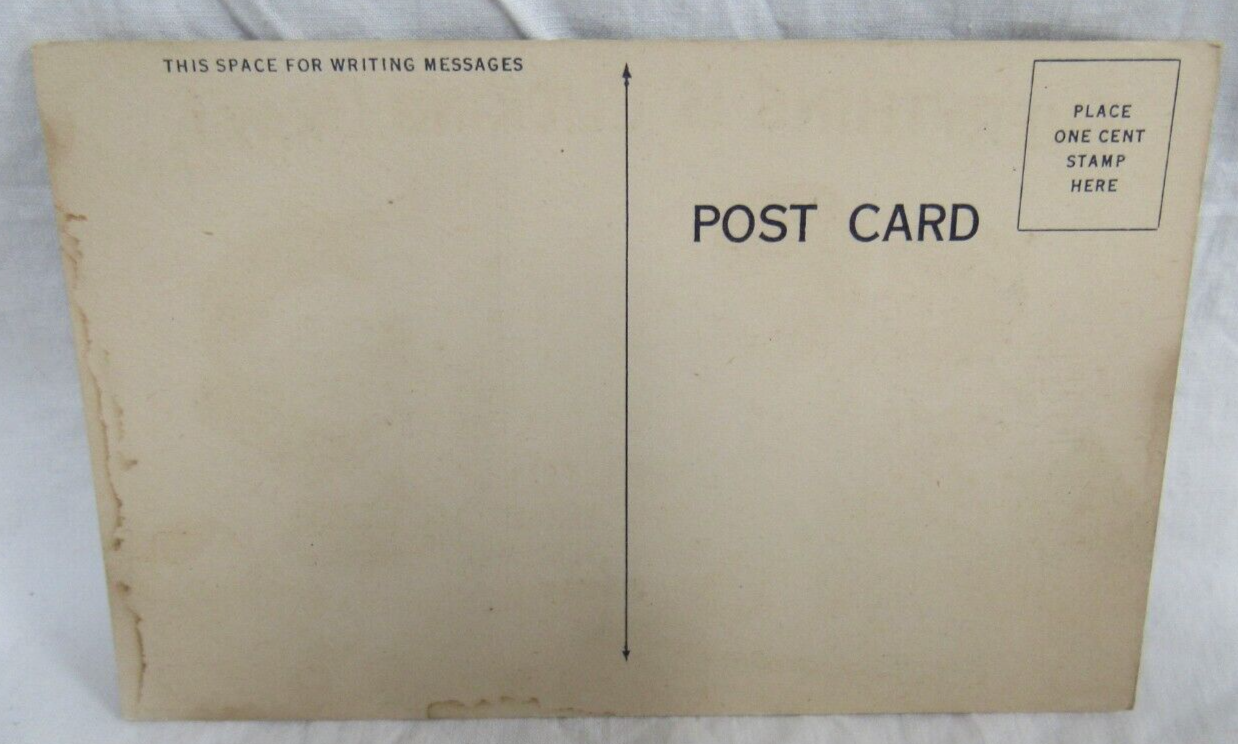 THIS SPACE FOR WRITING MESSAGES
POST CARD
PLACE
ONE CENT
STAMP
HERE